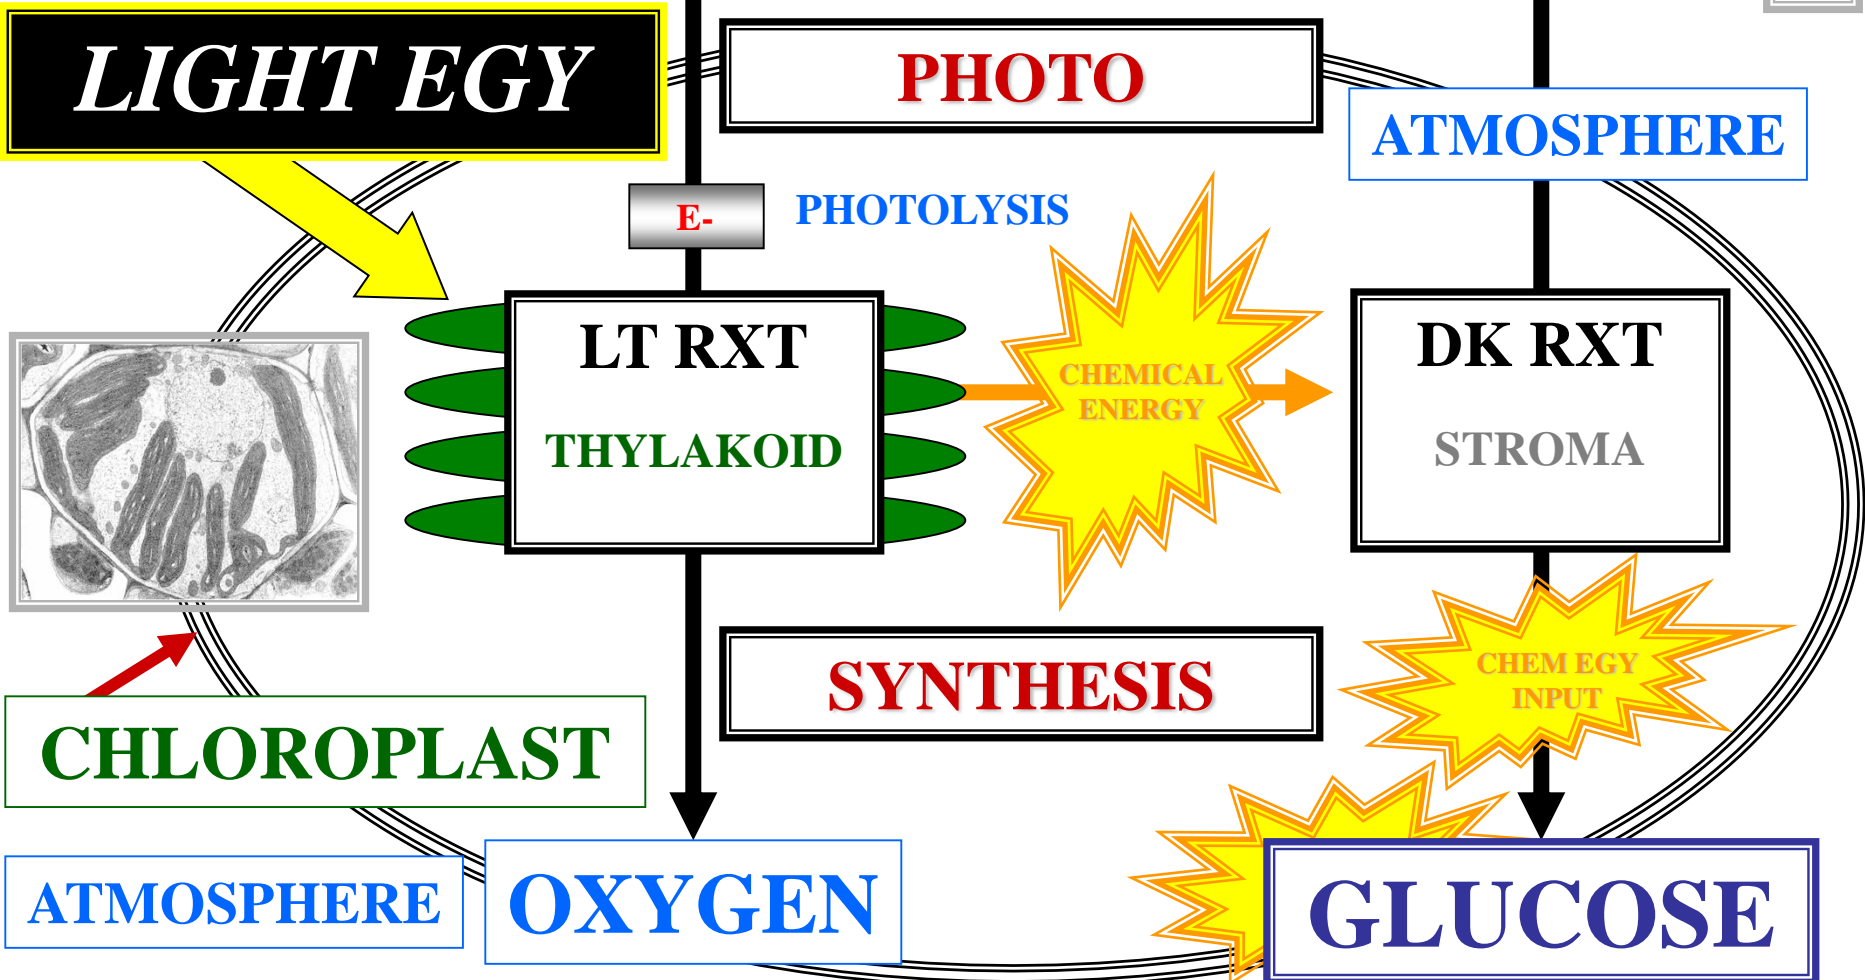 LIGHT EGY
PHOTO
ATMOSPHERE
E-
PHOTOLYSIS
LT RXT
THYLAKOID
CHEMICAL
ENERGY
DK RXT
STROMA
SYNTHESIS
CHEM EGY
INPUT
CHLOROPLAST
ATMOSPHERE
OXYGEN
GLUCOSE